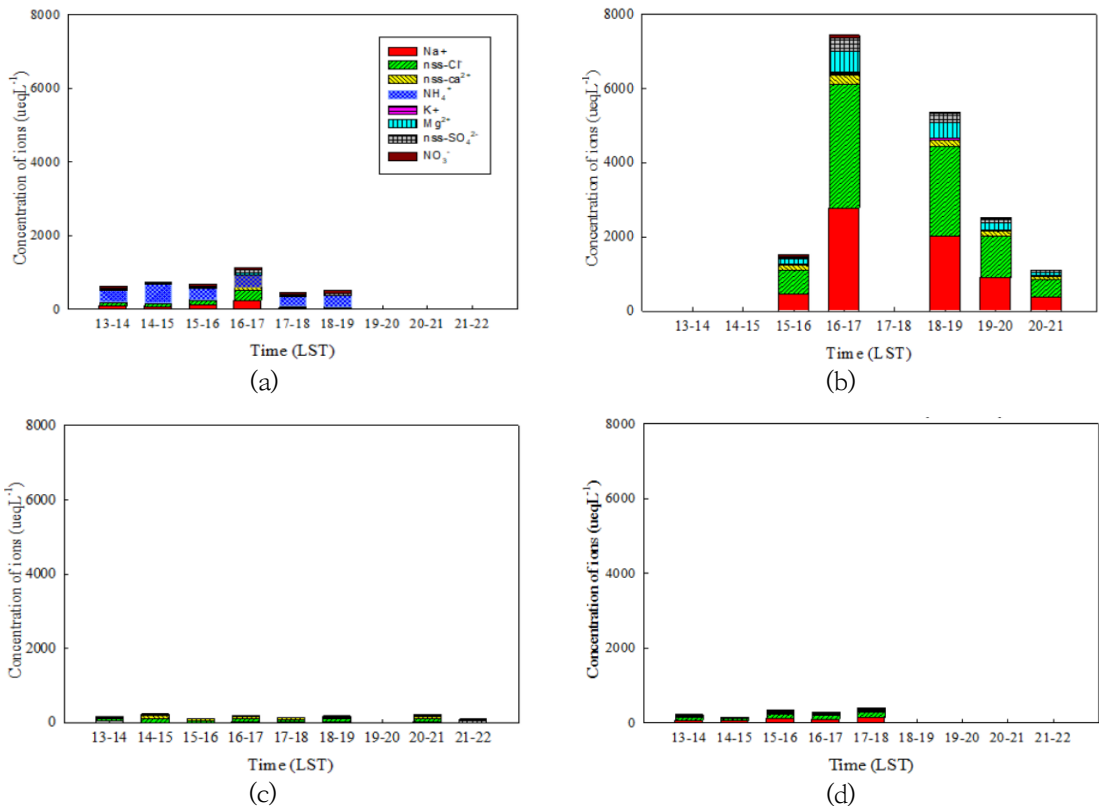 8000
6000
4000
2000
0
Concentration of ions (ueqL⁻¹)
Na+
nss-Cl⁻
nss-ca²⁺
NH₄⁺
K+
Mg²⁺
nss-SO₄²⁻
NO₃⁻
13-14 14-15 15-16 16-17 17-18 18-19 19-20 20-21 21-22
Time (LST)
(a)
8000
6000
4000
2000
0
Concentration of ions (ueqL⁻¹)
13-14 14-15 15-16 16-17 17-18 18-19 19-20 20-21
Time (LST)
(b)
8000
6000
4000
2000
0
Concentration of ions (ueqL⁻¹)
13-14 14-15 15-16 16-17 17-18 18-19 19-20 20-21 21-22
Time (LST)
(c)
8000
6000
4000
2000
0
Concentration of ions (ueqL⁻¹)
13-14 14-15 15-16 16-17 17-18 18-19 19-20 20-21 21-22
Time (LST)
(d)